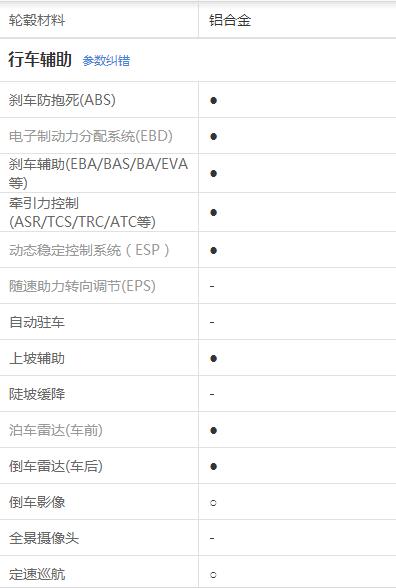 轮毂材料 铝合金
行车辅助 参数纠错
刹车防抱死(ABS) ●
电子制动力分配系统(EBD) ●
刹车辅助(EBA/BAS/BA/EVA
等) ●
牵引力控制
(ASR/TCS/TRC/ATC等) ●
动态稳定控制系统（ESP） ●
随速助力转向调节(EPS) -
自动驻车 -
上坡辅助 ●
陡坡缓降 -
泊车雷达(车前) ●
倒车雷达(车后) ●
倒车影像 ○
全景摄像头 -
定速巡航 ○